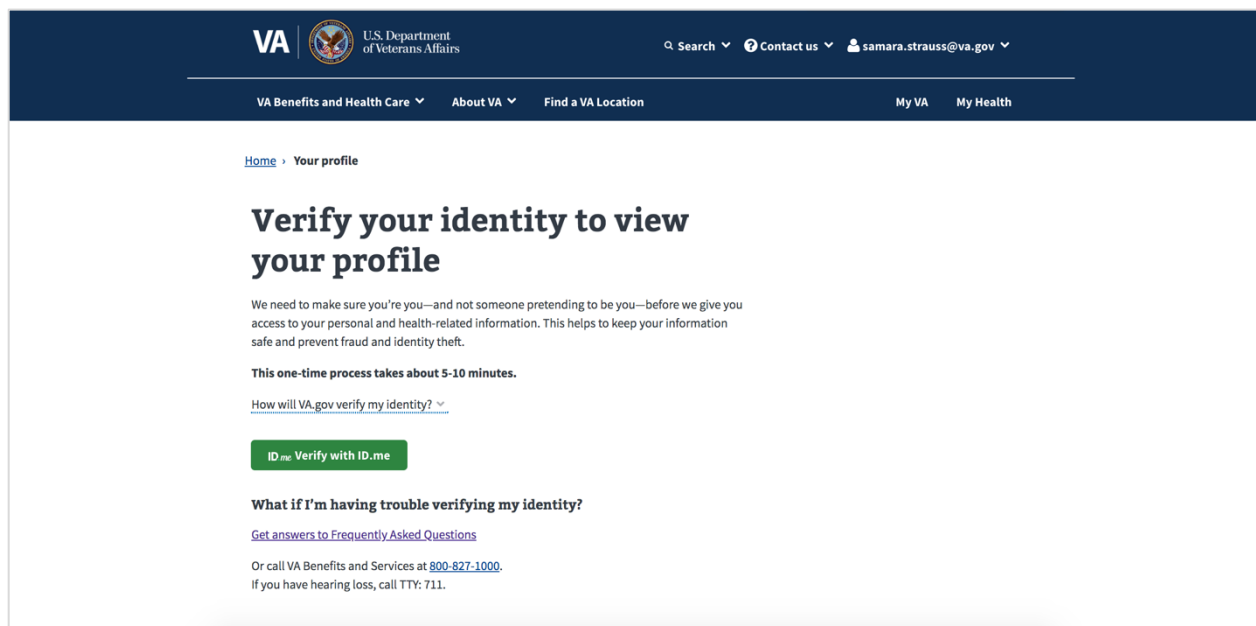 VA
U.S. Department
of Veterans Affairs
Search
Contact us
samara.strauss@va.gov
VA Benefits and Health Care
About VA
Find a VA Location
My VA
My Health
Home › Your profile
Verify your identity to view
your profile
We need to make sure you're you—and not someone pretending to be you—before we give you
access to your personal and health-related information. This helps to keep your information
safe and prevent fraud and identity theft.
This one-time process takes about 5-10 minutes.
How will VA.gov verify my identity?
ID.me Verify with ID.me
What if I'm having trouble verifying my identity?
Get answers to Frequently Asked Questions
Or call VA Benefits and Services at 800-827-1000.
If you have hearing loss, call TTY: 711.